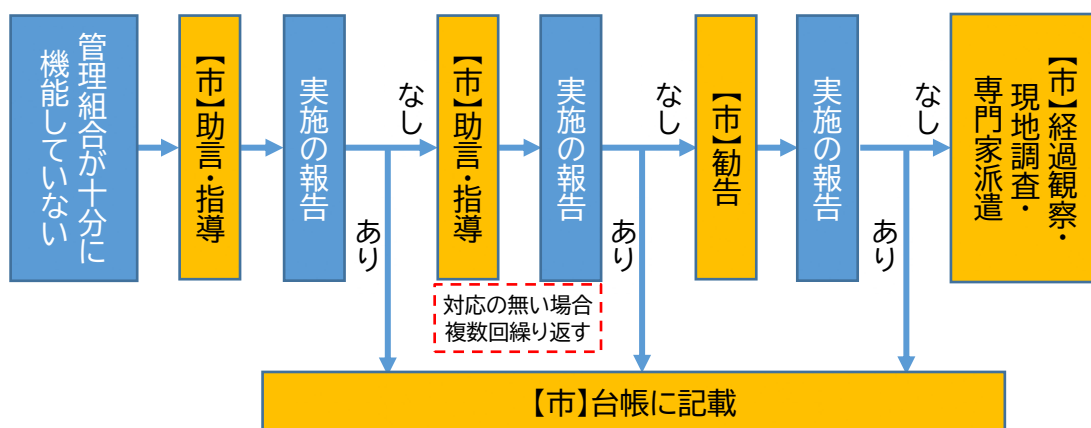 管理組合が十分に
機能していない
【市】助言・指導
実施の報告
なし
あり
【市】助言・指導
対応の無い場合
複数回繰り返す
実施の報告
なし
あり
【市】勧告
実施の報告
なし
あり
【市】経過観察・
現地調査・
専門家派遣
【市】台帳に記載